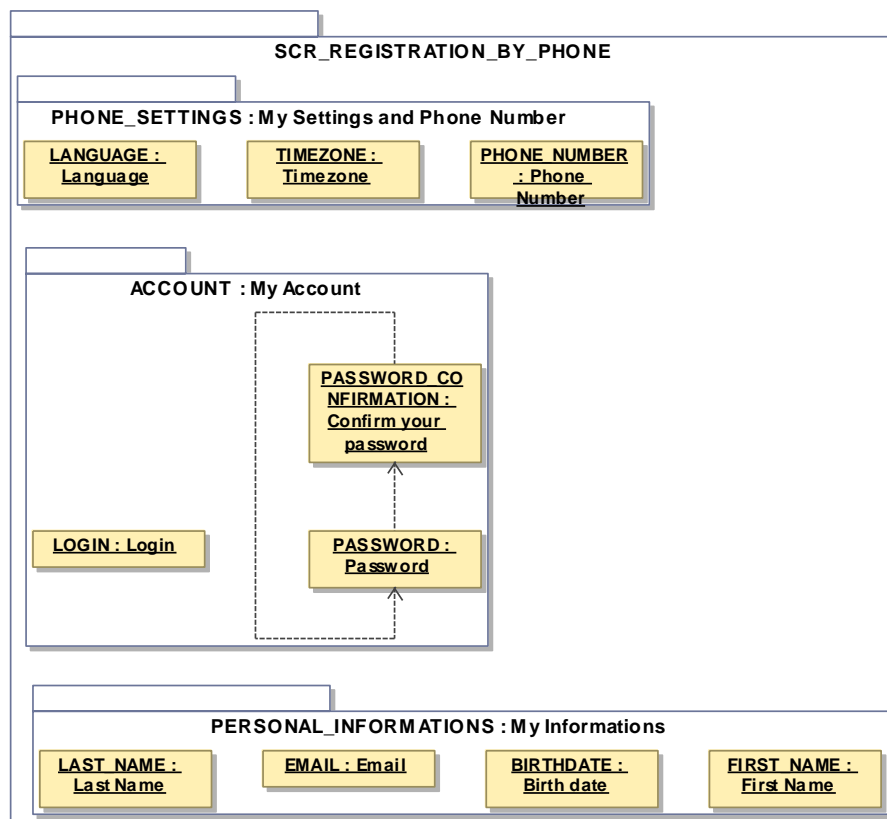 SCR_REGISTRATION_BY_PHONE
PHONE_SETTINGS : My Settings and Phone Number
LANGUAGE :
Language
TIMEZONE :
Timezone
PHONE_NUMBER
: Phone
Number
ACCOUNT : My Account
PASSWORD_CO
NFIRMATION :
Confirm your
password
LOGIN : Login
PASSWORD :
Password
PERSONAL_INFORMATIONS : My Informations
LAST_NAME :
Last Name
EMAIL : Email
BIRTHDATE :
Birth date
FIRST_NAME :
First Name